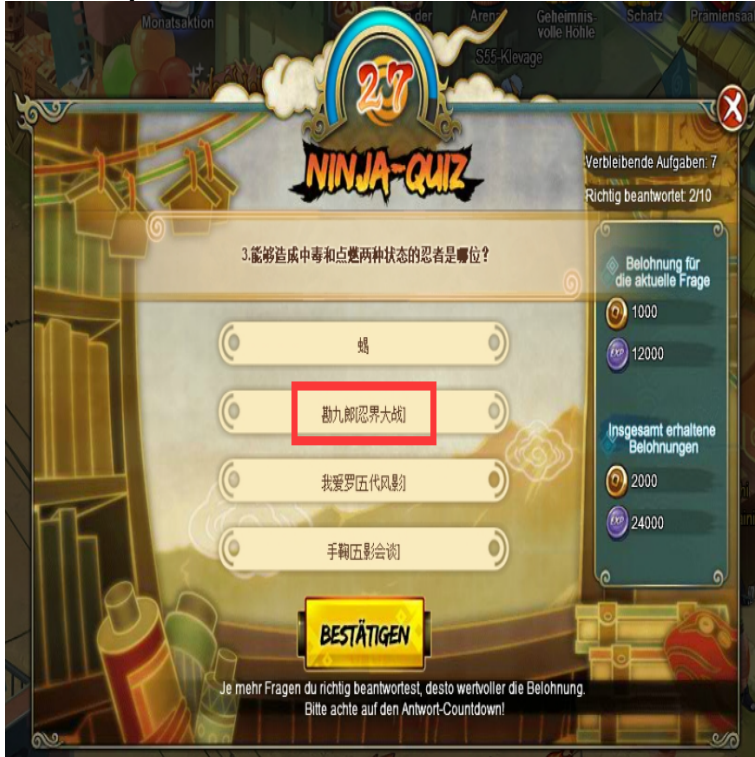 Monatsaktion
der
Arena
Geheimnis-
volle Höhle
Schatz
Prämiensaa
S55-Klevage
27
NINJA-QUIZ
Verbleibende Aufgaben: 7
Richtig beantwortet: 2/10
3.能够造成中毒和点燃两种状态的忍者是哪位?
蝎
勘九郎[忍界大战]
我爱罗[五代风影]
手鞠[五影会谈]
Belohnung für
die aktuelle Frage
1000
EXP
12000
Insgesamt erhaltene
Belohnungen
2000
EXP
24000
BESTÄTIGEN
Je mehr Fragen du richtig beantwortest, desto wertvoller die Belohnung.
Bitte achte auf den Antwort-Countdown!